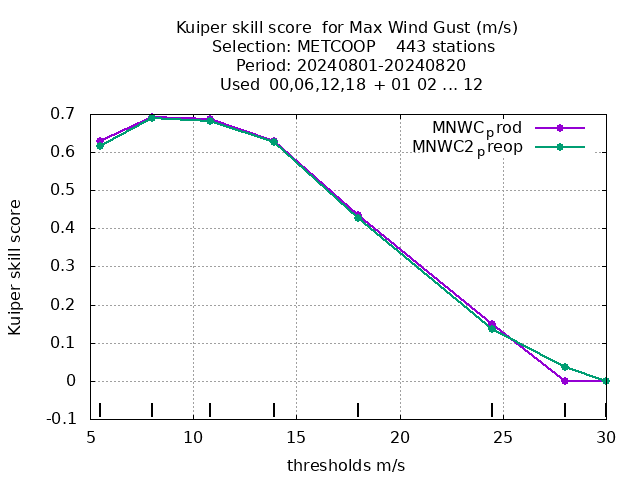 Kuiper skill score  for Max Wind Gust (m/s)
Selection: METCOOP    443 stations
Period: 20240801-20240820
Used  00,06,12,18  + 01 02 ... 12
MNWCprod
MNWC2preop
0.7
0.6
0.5
0.4
0.3
0.2
0.1
0
-0.1
Kuiper skill score
5 10 15 20 25 30
thresholds m/s